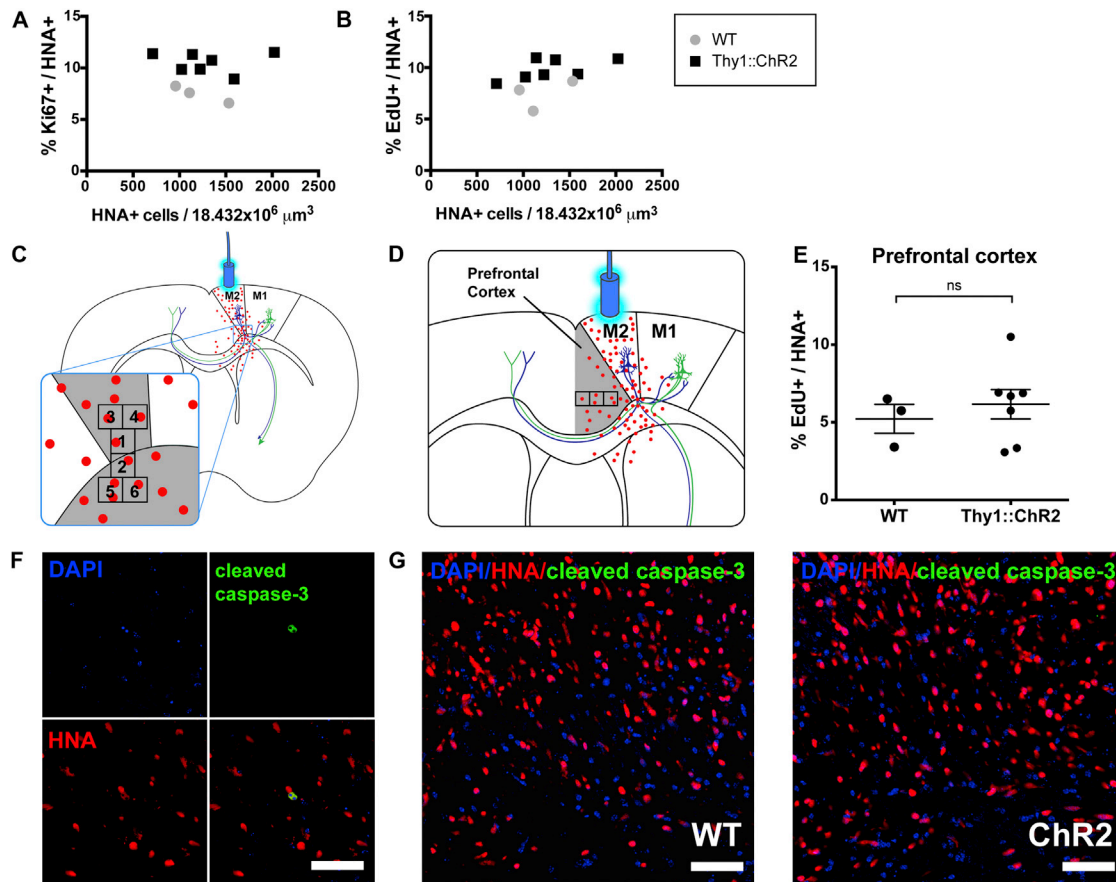 A
15
10
5
0
% Ki67+ / HNA+
0 500 1000 1500 2000 2500
HNA+ cells / 18.432x10⁶ μm³
B
15
10
5
0
% EdU+ / HNA+
0 500 1000 1500 2000 2500
HNA+ cells / 18.432x10⁶ μm³
WT
Thy1::ChR2
C
M2 M1
3 4
1
2
5 6
D
Prefrontal
Cortex
M2 M1
E
Prefrontal cortex
ns
15
10
5
0
% EdU+ / HNA+
WT Thy1::ChR2
F
DAPI
cleaved
caspase-3
HNA
G
DAPI/HNA/cleaved caspase-3
WT
DAPI/HNA/cleaved caspase-3
ChR2